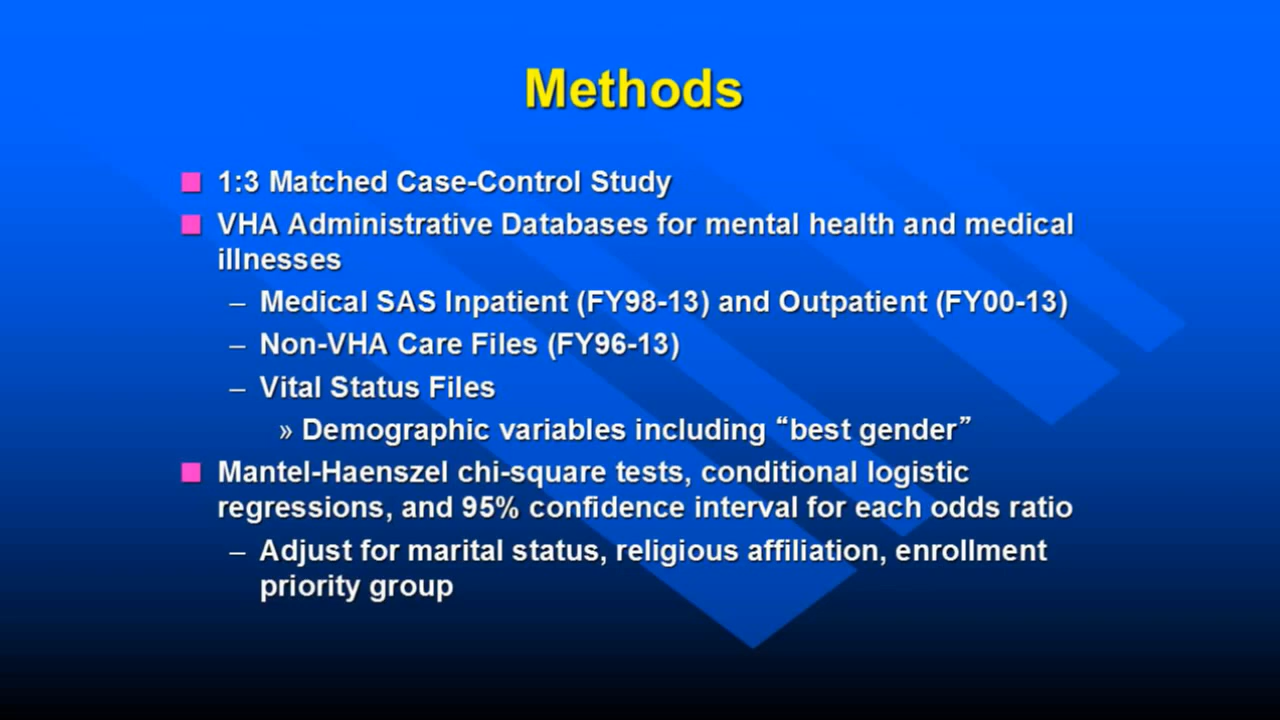 Methods
1:3 Matched Case-Control Study
VHA Administrative Databases for mental health and medical
illnesses
– Medical SAS Inpatient (FY98-13) and Outpatient (FY00-13)
– Non-VHA Care Files (FY96-13)
– Vital Status Files
» Demographic variables including “best gender”
Mantel-Haenszel chi-square tests, conditional logistic
regressions, and 95% confidence interval for each odds ratio
– Adjust for marital status, religious affiliation, enrollment
priority group